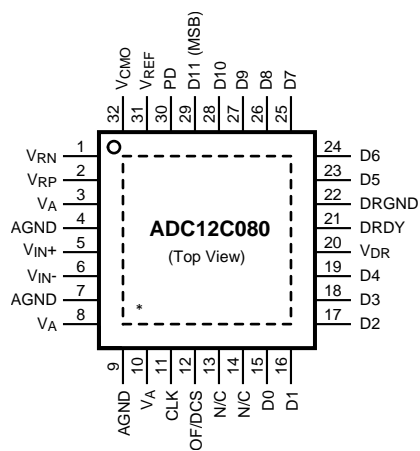 VCMO
VREF
PD
D11 (MSB)
D10
D9
D8
D7
32
31
30
29
28
27
26
25
VRN 1
VRP 2
VA 3
AGND 4
VIN+ 5
VIN- 6
AGND 7
VA 8
ADC12C080
(Top View)
*
24 D6
23 D5
22 DRGND
21 DRDY
20 VDR
19 D4
18 D3
17 D2
9
10
11
12
13
14
15
16
AGND
VA
CLK
OF/DCS
N/C
N/C
D0
D1